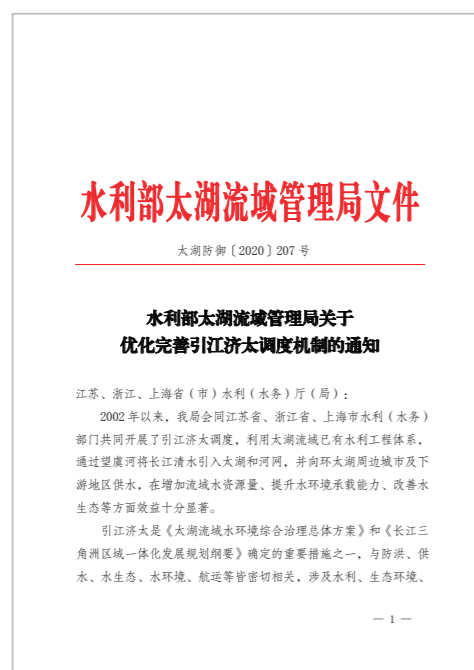 水利部太湖流域管理局文件
太湖防御〔2020〕207 号
水利部太湖流域管理局关于
优化完善引江济太调度机制的通知
江苏、浙江、上海省（市）水利（水务）厅（局）：
2002 年以来，我局会同江苏省、浙江省、上海市水利（水务）
部门共同开展了引江济太调度，利用太湖流域已有水利工程体系，
通过望虞河将长江清水引入太湖和河网，并向环太湖周边城市及下
游地区供水，在增加流域水资源量、提升水环境承载能力、改善水
生态等方面效益十分显著。
引江济太是《太湖流域水环境综合治理总体方案》和《长江三
角洲区域一体化发展规划纲要》确定的重要措施之一，与防洪、供
水、水生态、水环境、航运等皆密切相关，涉及水利、生态环境、
— 1 —